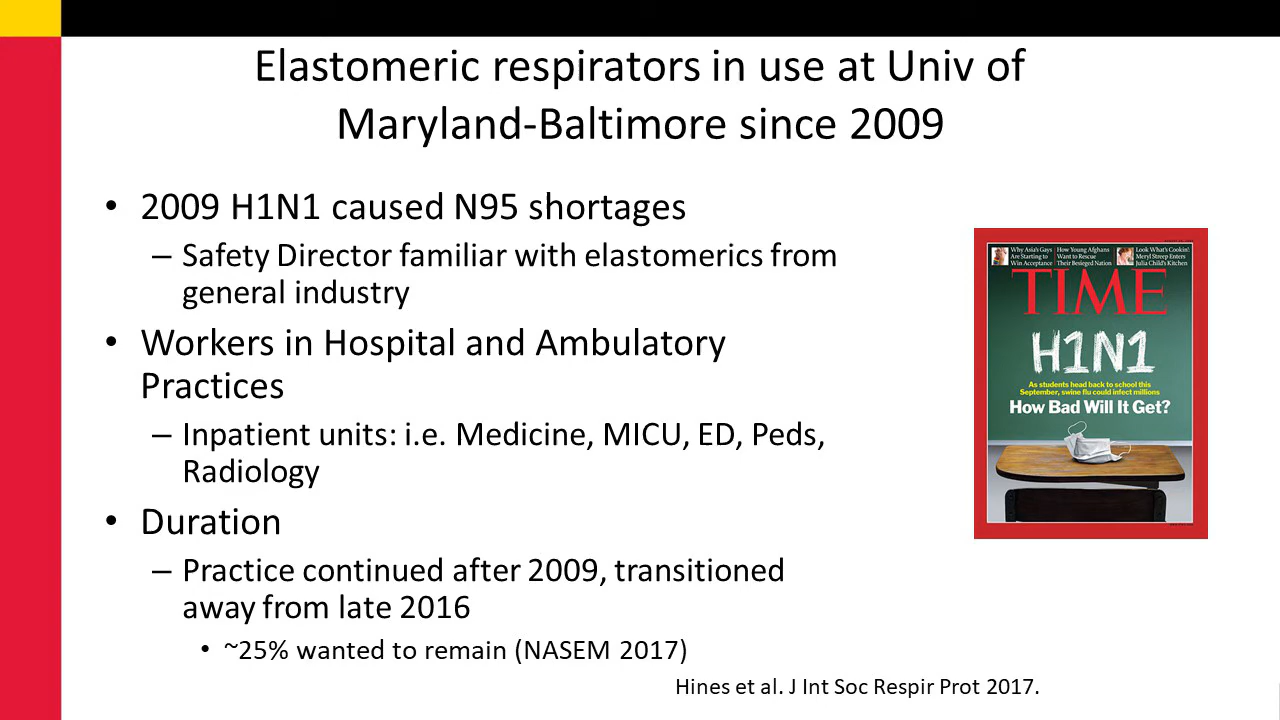 Elastomeric respirators in use at Univ of
Maryland-Baltimore since 2009
• 2009 H1N1 caused N95 shortages
– Safety Director familiar with elastomerics from
general industry
• Workers in Hospital and Ambulatory
Practices
– Inpatient units: i.e. Medicine, MICU, ED, Peds,
Radiology
• Duration
– Practice continued after 2009, transitioned
away from late 2016
• ~25% wanted to remain (NASEM 2017)
Hines et al. J Int Soc Respir Prot 2017.
Why Asia's Gays
Are Starting to
Win Acceptance
How Young Afghans
Want to Rescue
Their Besieged Nation
Look What's Cookin'!
Meryl Streep Enters
Julia Child's Kitchen
TIME
H1N1
As students head back to school this
September, swine flu could infect millions
How Bad Will It Get?